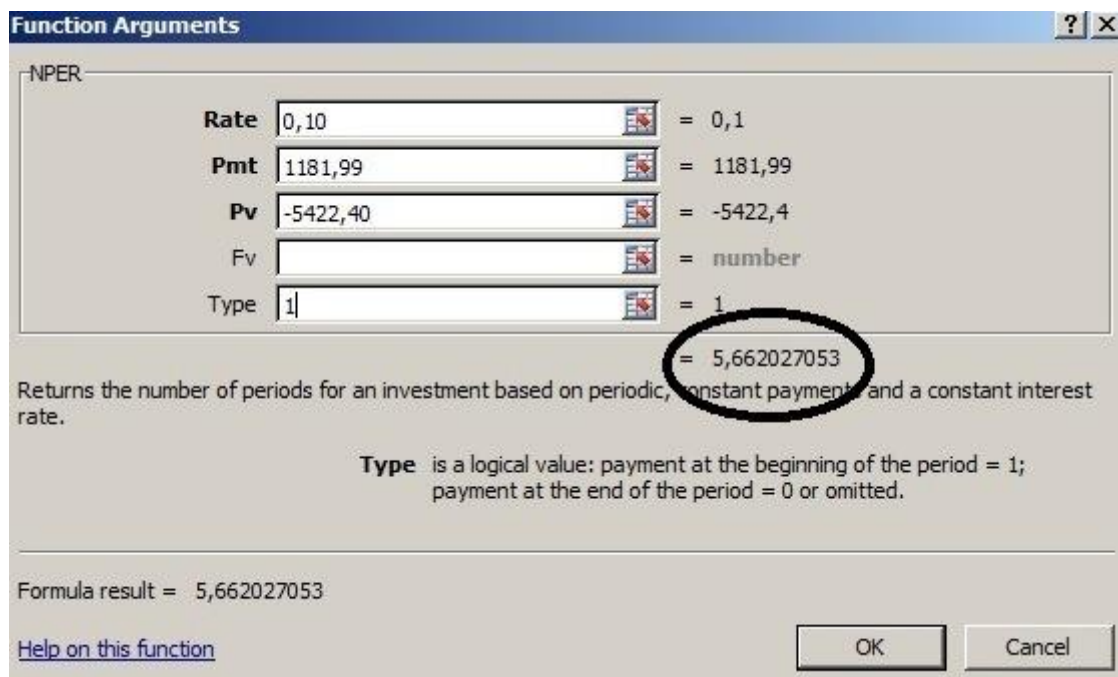 Function Arguments
NPER
Rate 0,10 = 0,1
Pmt 1181,99 = 1181,99
Pv -5422,40 = -5422,4
Fv = number
Type 1 = 1
= 5,662027053
Returns the number of periods for an investment based on periodic, constant payments and a constant interest
rate.
Type is a logical value: payment at the beginning of the period = 1;
payment at the end of the period = 0 or omitted.
Formula result = 5,662027053
Help on this function OK Cancel